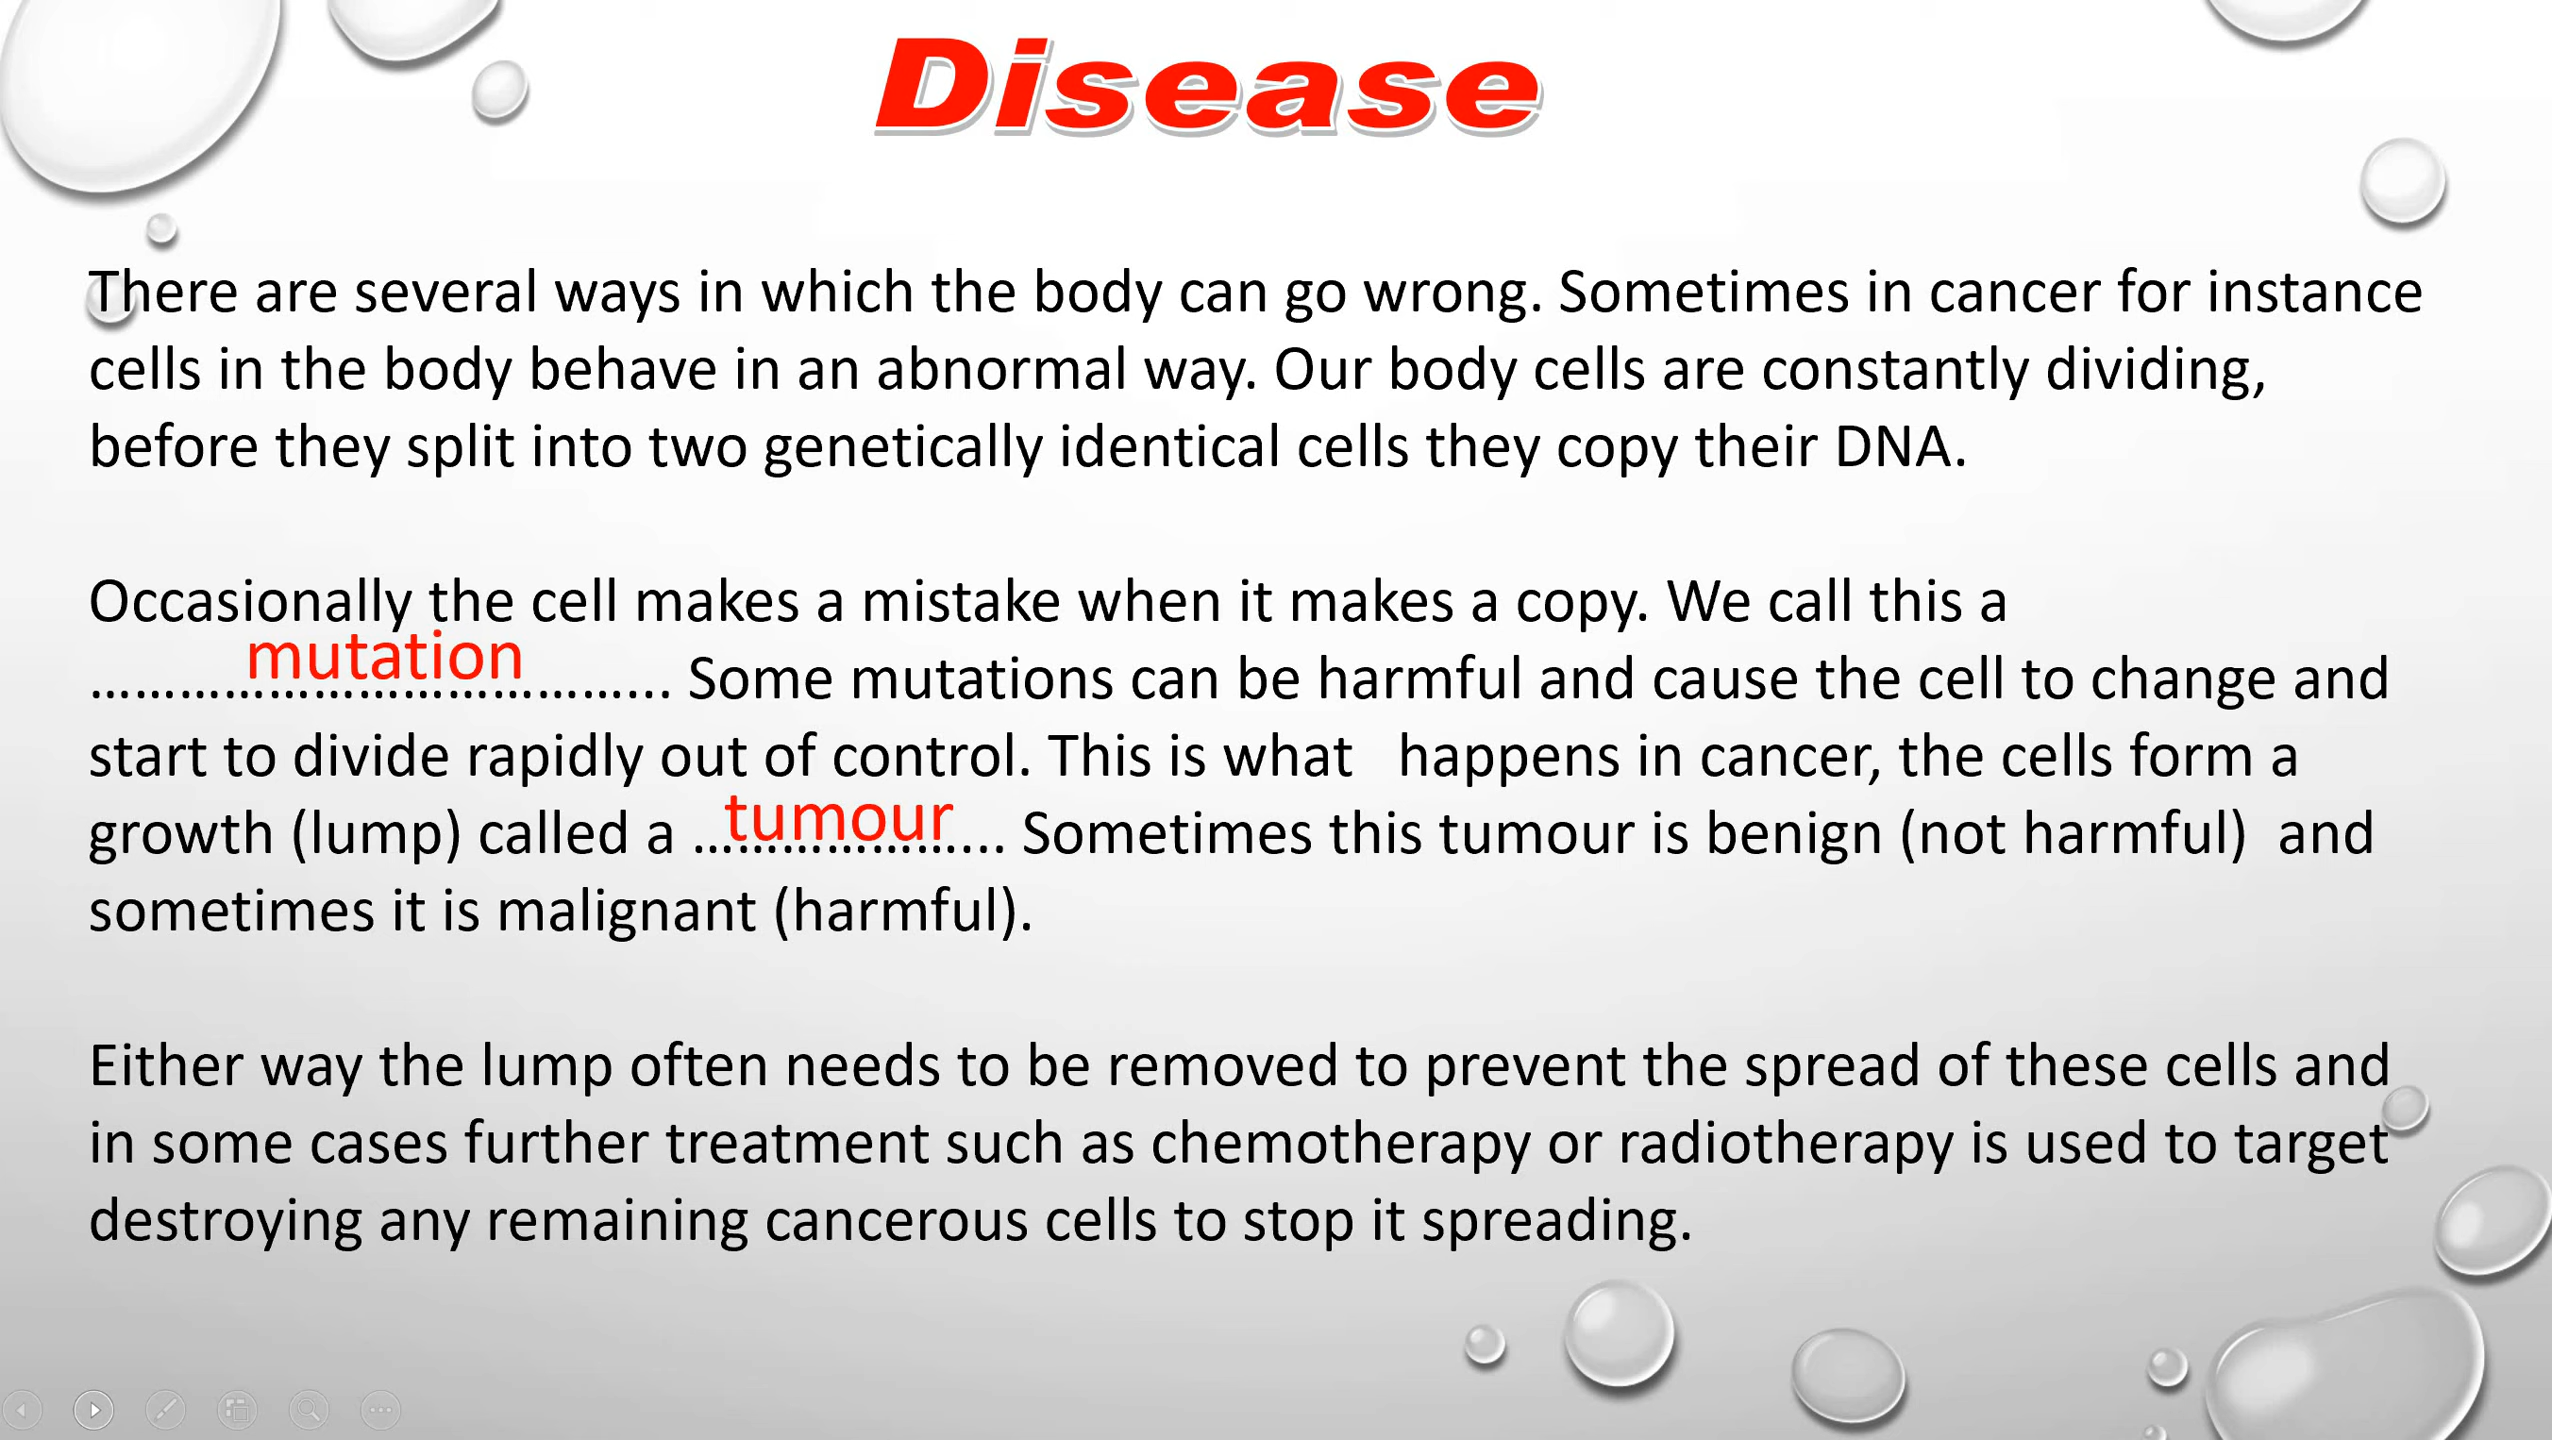 Disease
There are several ways in which the body can go wrong. Sometimes in cancer for instance
cells in the body behave in an abnormal way. Our body cells are constantly dividing,
before they split into two genetically identical cells they copy their DNA.
Occasionally the cell makes a mistake when it makes a copy. We call this a
mutation
........................................ Some mutations can be harmful and cause the cell to change and
start to divide rapidly out of control. This is what   happens in cancer, the cells form a
growth (lump) called a ...tumour... Sometimes this tumour is benign (not harmful)  and
sometimes it is malignant (harmful).
Either way the lump often needs to be removed to prevent the spread of these cells and
in some cases further treatment such as chemotherapy or radiotherapy is used to target
destroying any remaining cancerous cells to stop it spreading.